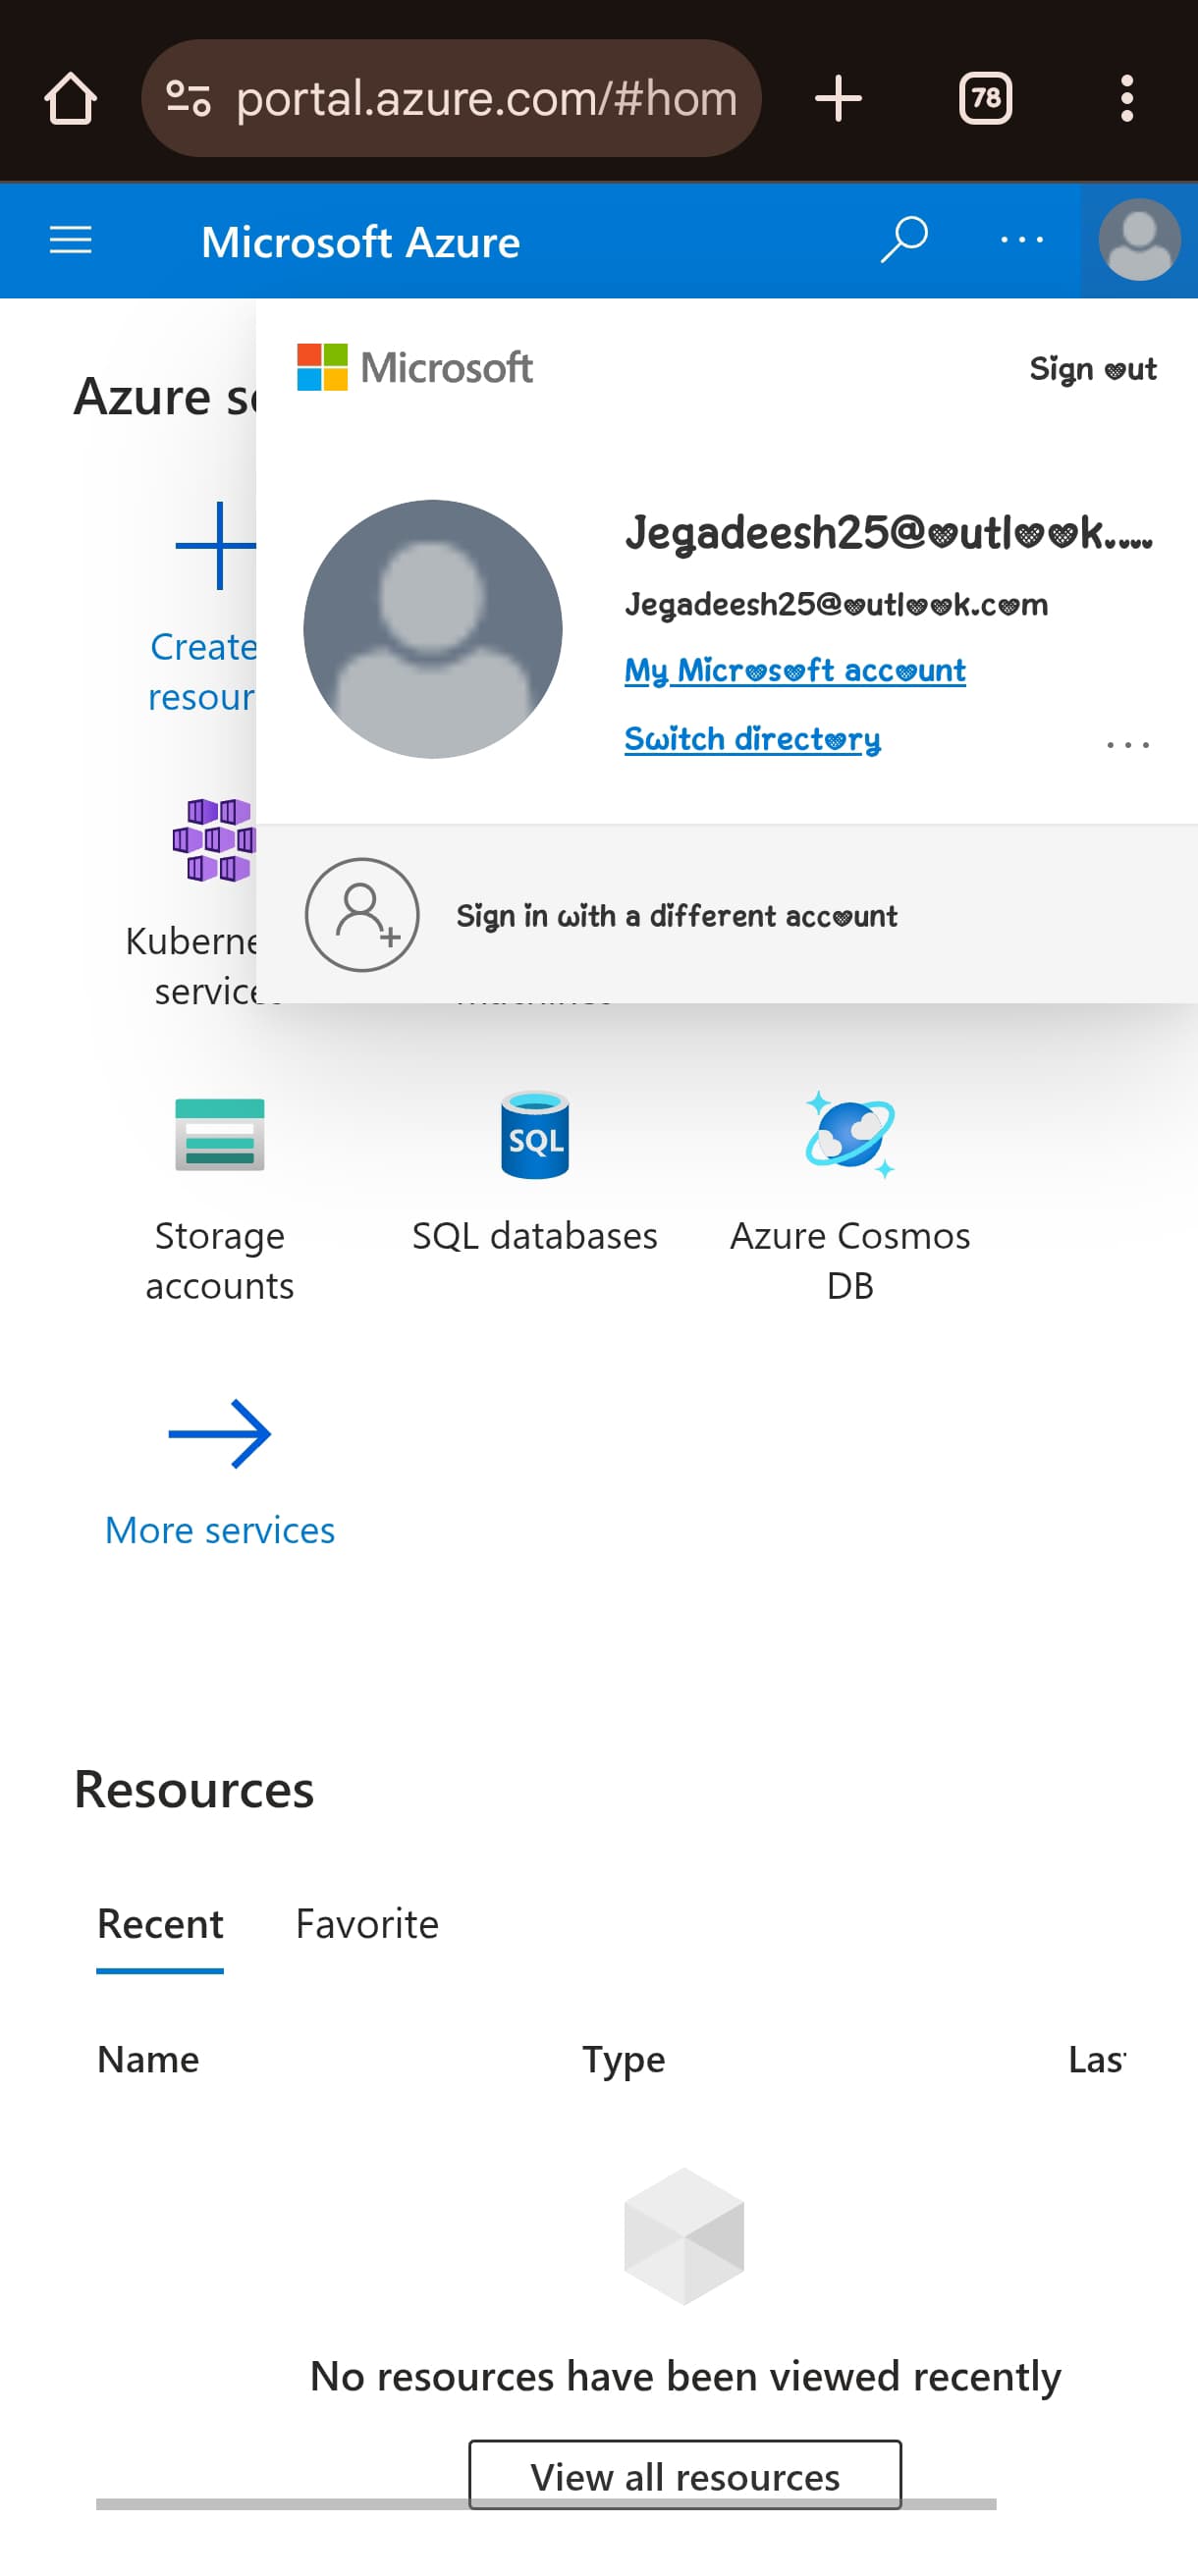 portal.azure.com/#hom
78
Microsoft Azure
Microsoft
Sign out
Azure
Jegadeesh25@outlook....
Jegadeesh25@outlook.com
My Microsoft account
Switch directory
Create
resour
Sign in with a different account
Kuberne
service
Storage
accounts
SQL
SQL databases
Azure Cosmos
DB
More services
Resources
Recent Favorite
Name Type Las
No resources have been viewed recently
View all resources